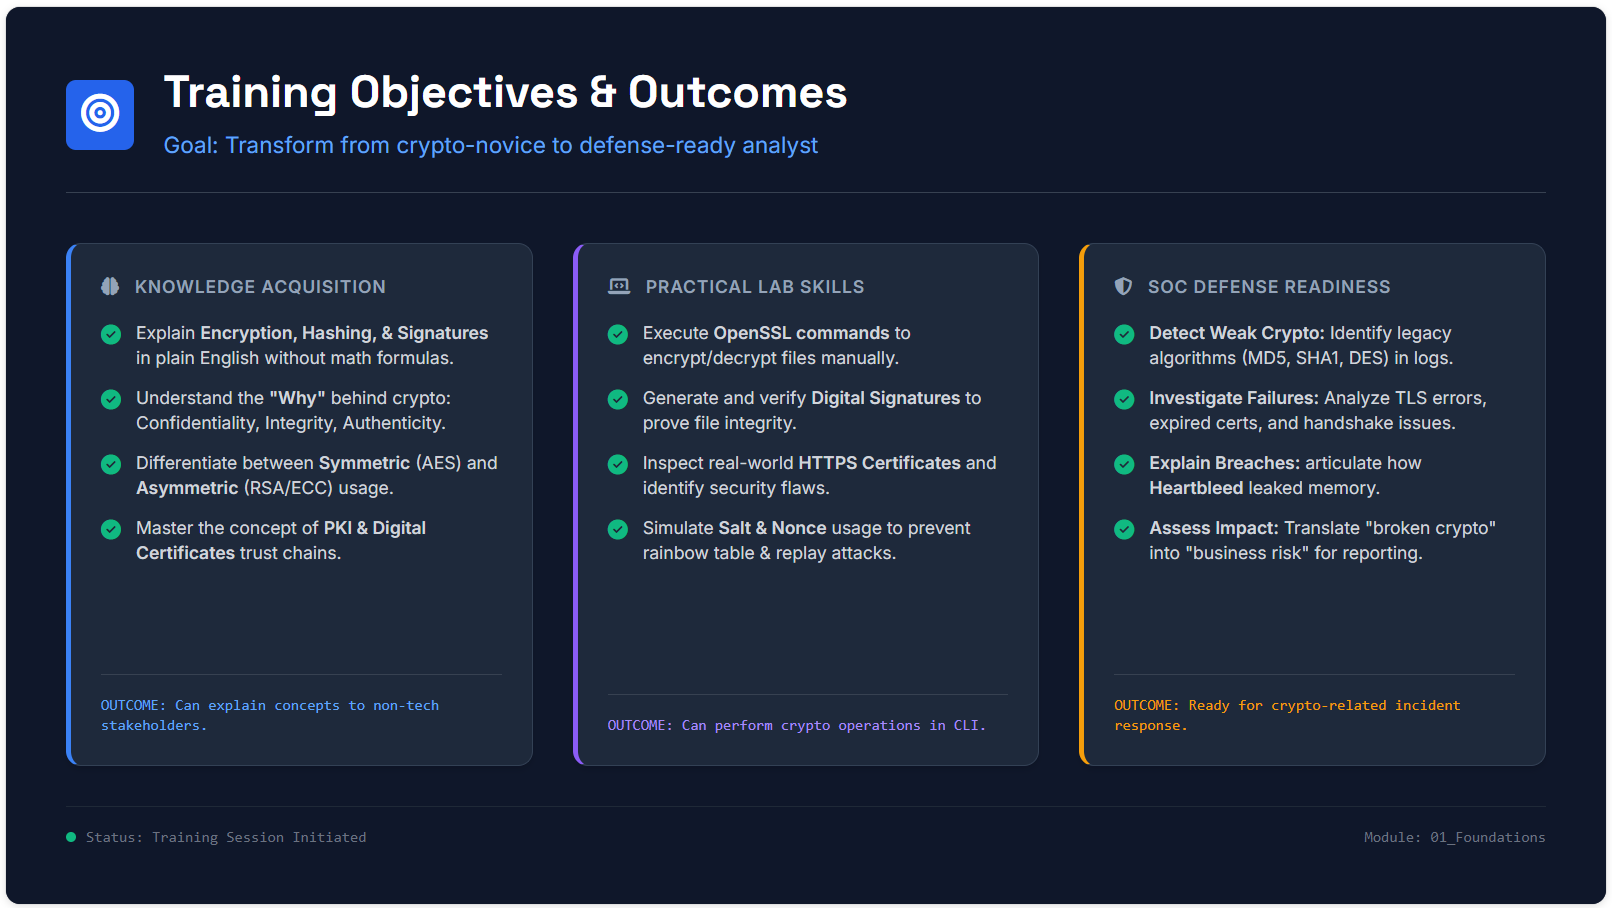 Training Objectives & Outcomes
Goal: Transform from crypto-novice to defense-ready analyst
KNOWLEDGE ACQUISITION
Explain Encryption, Hashing, & Signatures
in plain English without math formulas.
Understand the "Why" behind crypto:
Confidentiality, Integrity, Authenticity.
Differentiate between Symmetric (AES) and
Asymmetric (RSA/ECC) usage.
Master the concept of PKI & Digital
Certificates trust chains.
OUTCOME: Can explain concepts to non-tech
stakeholders.
PRACTICAL LAB SKILLS
Execute OpenSSL commands to
encrypt/decrypt files manually.
Generate and verify Digital Signatures to
prove file integrity.
Inspect real-world HTTPS Certificates and
identify security flaws.
Simulate Salt & Nonce usage to prevent
rainbow table & replay attacks.
OUTCOME: Can perform crypto operations in CLI.
SOC DEFENSE READINESS
Detect Weak Crypto: Identify legacy
algorithms (MD5, SHA1, DES) in logs.
Investigate Failures: Analyze TLS errors,
expired certs, and handshake issues.
Explain Breaches: articulate how
Heartbleed leaked memory.
Assess Impact: Translate "broken crypto"
into "business risk" for reporting.
OUTCOME: Ready for crypto-related incident
response.
Status: Training Session Initiated
Module: 01_Foundations